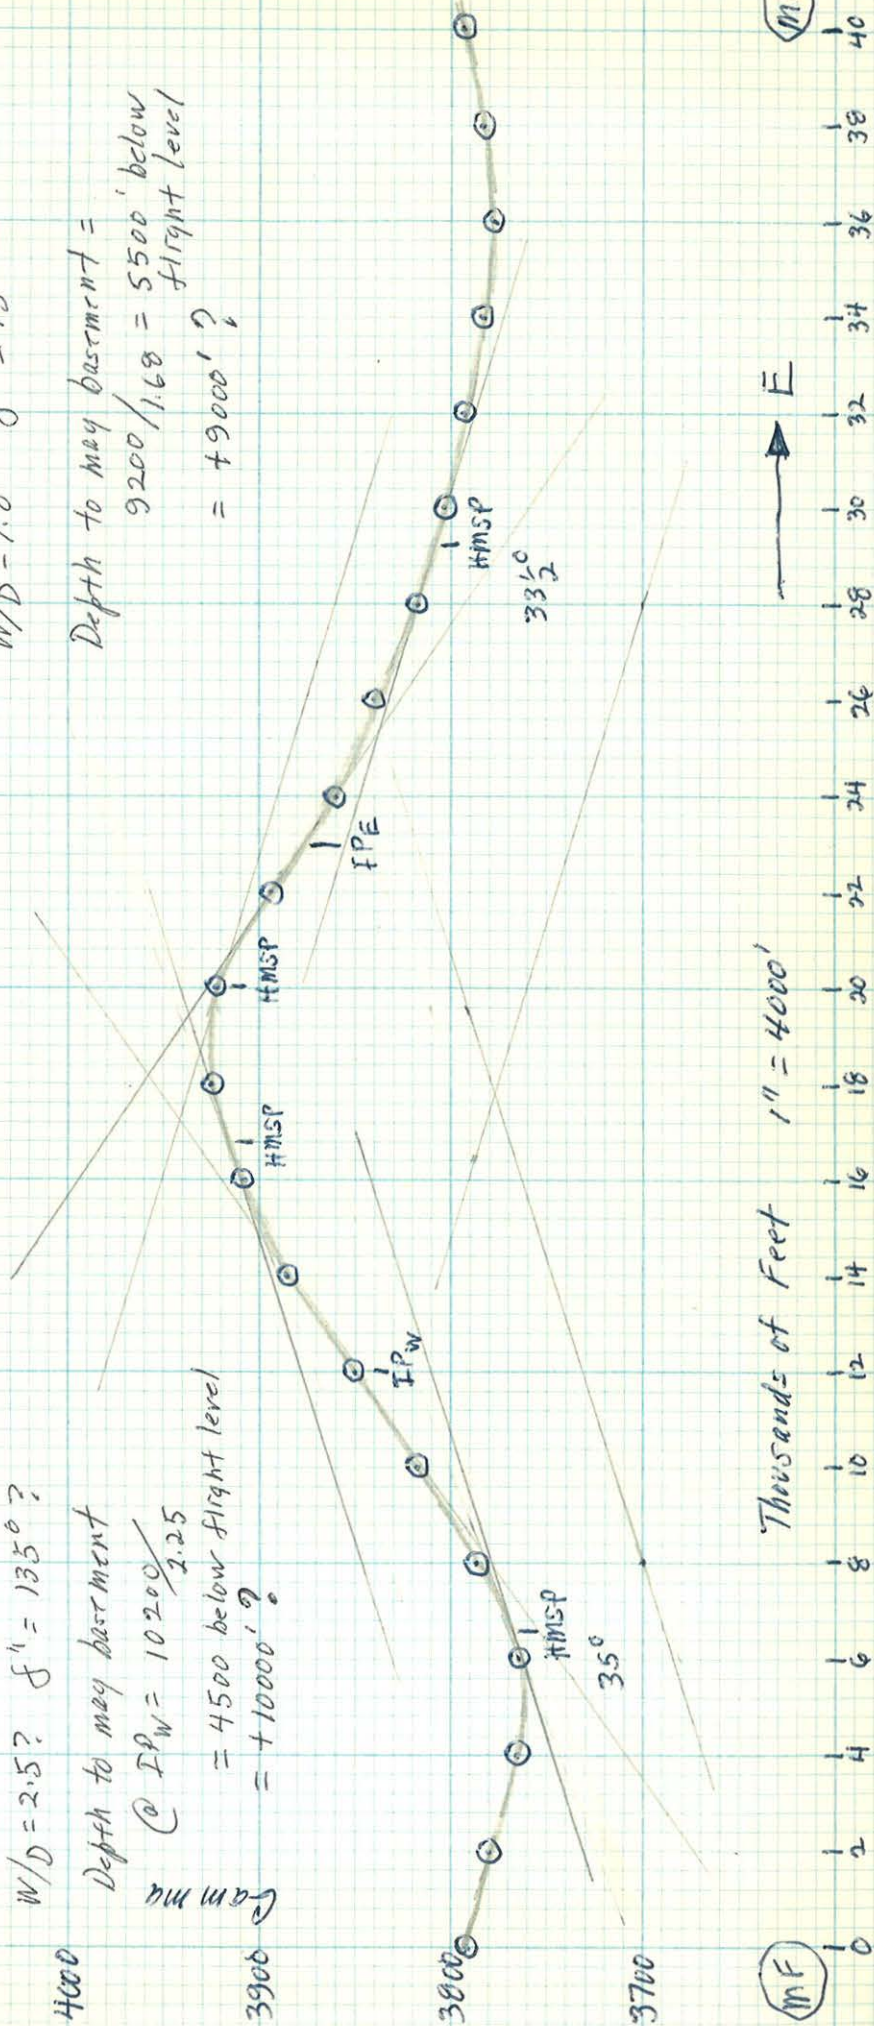 W/D = 2.5? δ" = 135° ?
Depth to mag basement
@ IPW = 10200/2.25
= 4500 below flight level
= +10000' ?
Depth to mag basement =
9200/1.68 = 5500' below
flight level
= +9000' ?
Gamma
4000
3900
3800
3700
HMSP
35°
IPW
HMSP
HMSP
IPE
HMSP
33½°
MF
Thousands of Feet 1" = 4000'
E
0 2 4 6 8 10 12 14 16 18 20 22 24 26 28 30 32 34 36 38 40